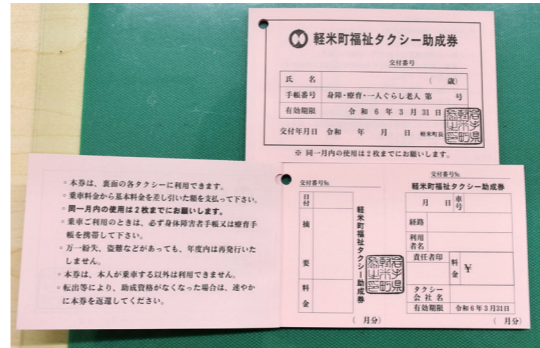 軽米町福祉タクシー助成券
交付番号
氏 名 ( 歳)
手帳番号 身障・療育・一人ぐらし老人 第 号
有効期限 令和 6 年 3 月 31 日
交付年月日 令和 年 月 日 軽米町長
※ 同一月内の使用は2枚までにお願いします。
・本券は、裏面の各タクシーに利用できます。
・乗車料金から基本料金を差し引いた額を支払って下さい。
・同一月内の使用は2枚までにお願いします。
・乗車ご利用のときは、必ず身体障害者手帳又は療育手
帳を携帯して下さい。
・万一紛失、盗難などがあっても、年度内は再発行いた
しません。
・本券は、本人が乗車する以外は利用できません。
・転出等により、助成資格がなくなった場合は、速やか
に本券を返還してください。
交付番号№
日付
摘要
料金
( 月分)
軽米町福祉タクシー助成券
交付番号№
軽米町福祉タクシー助成券
月 日 車号
経路
利用者名
責任者印 料金 ¥
タクシー会社名
有効期限 令和6年3月31日
( 月分)